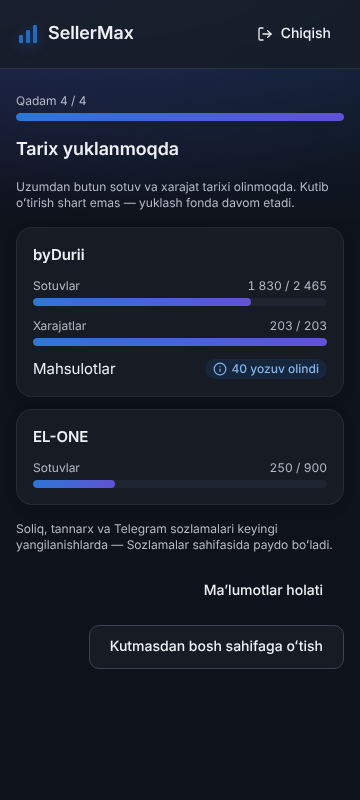 SellerMax
Chiqish
Qadam 4 / 4
Tarix yuklanmoqda
Uzumdan butun sotuv va xarajat tarixi olinmoqda. Kutib
oʻtirish shart emas — yuklash fonda davom etadi.
byDurii
Sotuvlar 1 830 / 2 465
Xarajatlar 203 / 203
Mahsulotlar 40 yozuv olindi
EL-ONE
Sotuvlar 250 / 900
Soliq, tannarx va Telegram sozlamalari keyingi
yangilanishlarda — Sozlamalar sahifasida paydo boʻladi.
Maʼlumotlar holati
Kutmasdan bosh sahifaga oʻtish